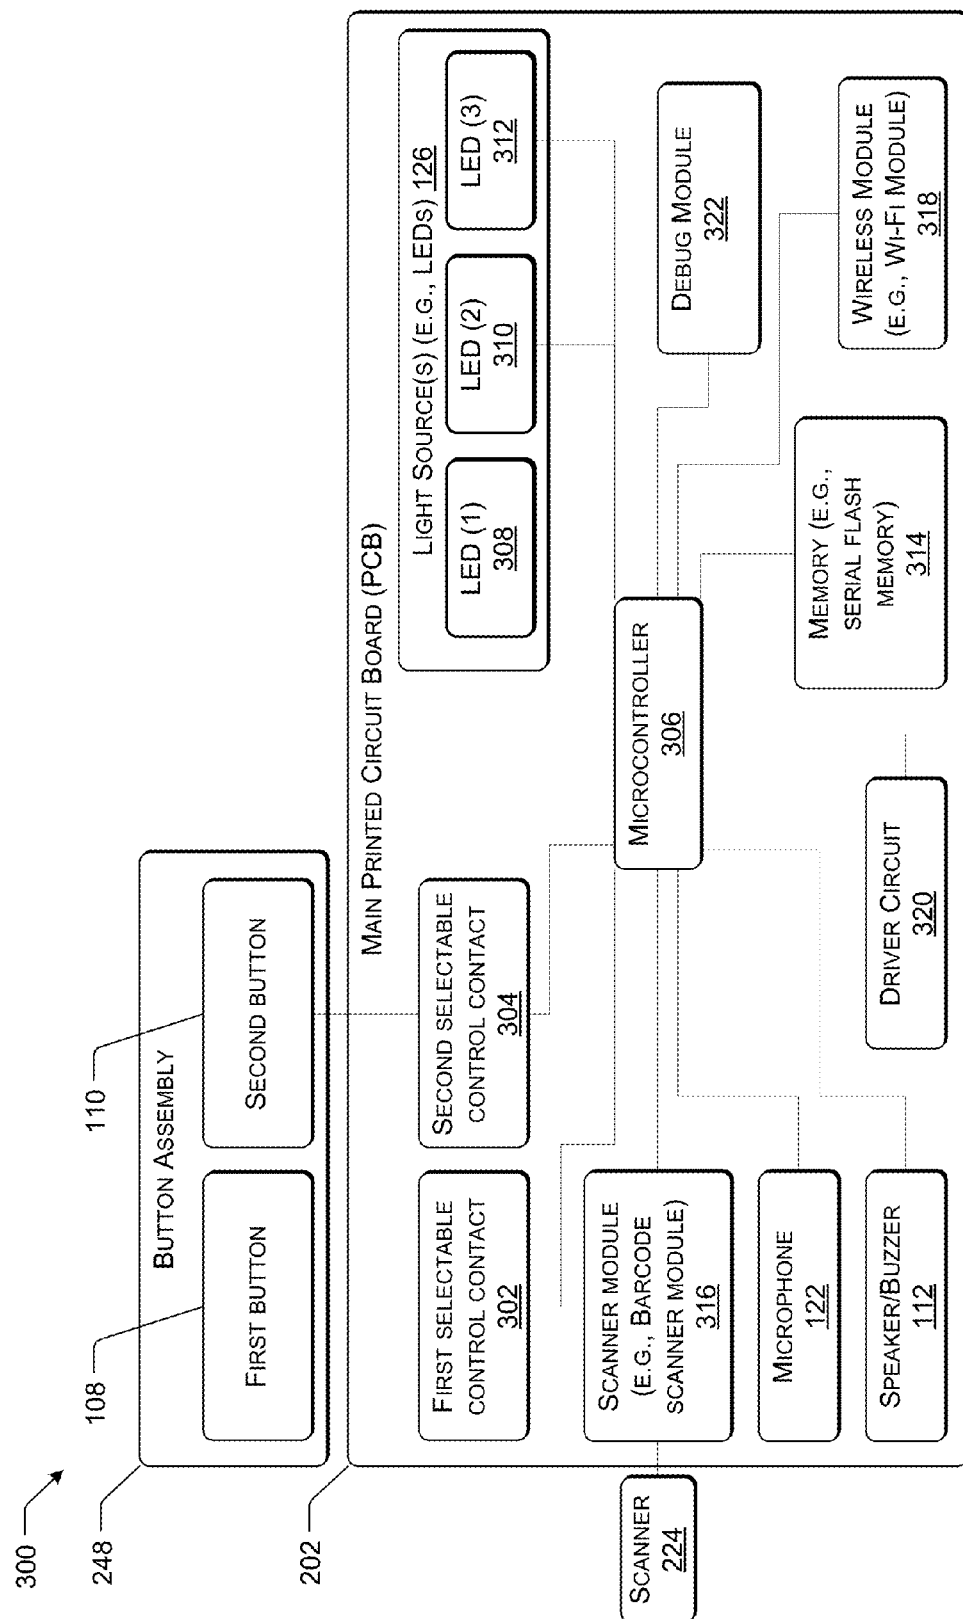 300
248
108
110
BUTTON ASSEMBLY
FIRST BUTTON
SECOND BUTTON
202
MAIN PRINTED CIRCUIT BOARD (PCB)
FIRST SELECTABLE
CONTROL CONTACT
302
SECOND SELECTABLE
CONTROL CONTACT
304
LIGHT SOURCE(S) (E.G., LEDS) 126
LED (1)
308
LED (2)
310
LED (3)
312
SCANNER
224
SCANNER MODULE
(E.G., BARCODE
SCANNER MODULE)
316
MICROCONTROLLER
306
DEBUG MODULE
322
MICROPHONE
122
SPEAKER/BUZZER
112
DRIVER CIRCUIT
320
MEMORY (E.G.,
SERIAL FLASH
MEMORY)
314
WIRELESS MODULE
(E.G., WI-FI MODULE)
318